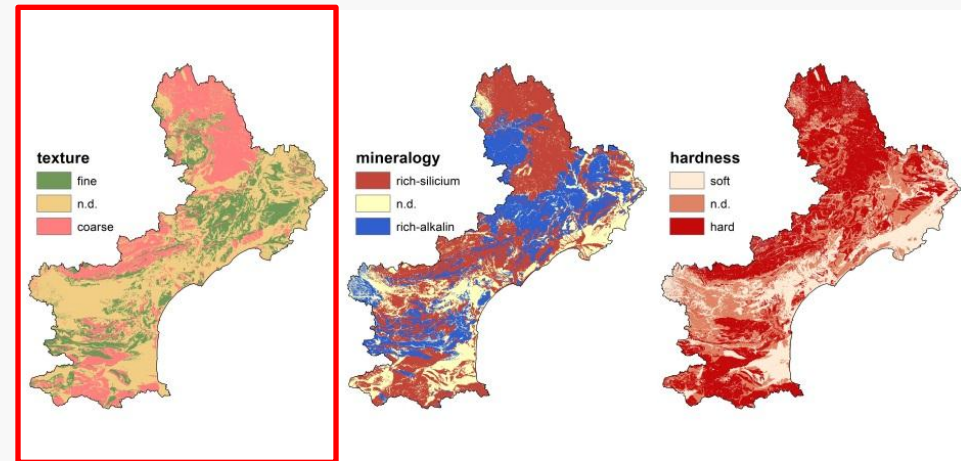 texture
fine
n.d.
coarse
mineralogy
rich-silicium
n.d.
rich-alkalin
hardness
soft
n.d.
hard